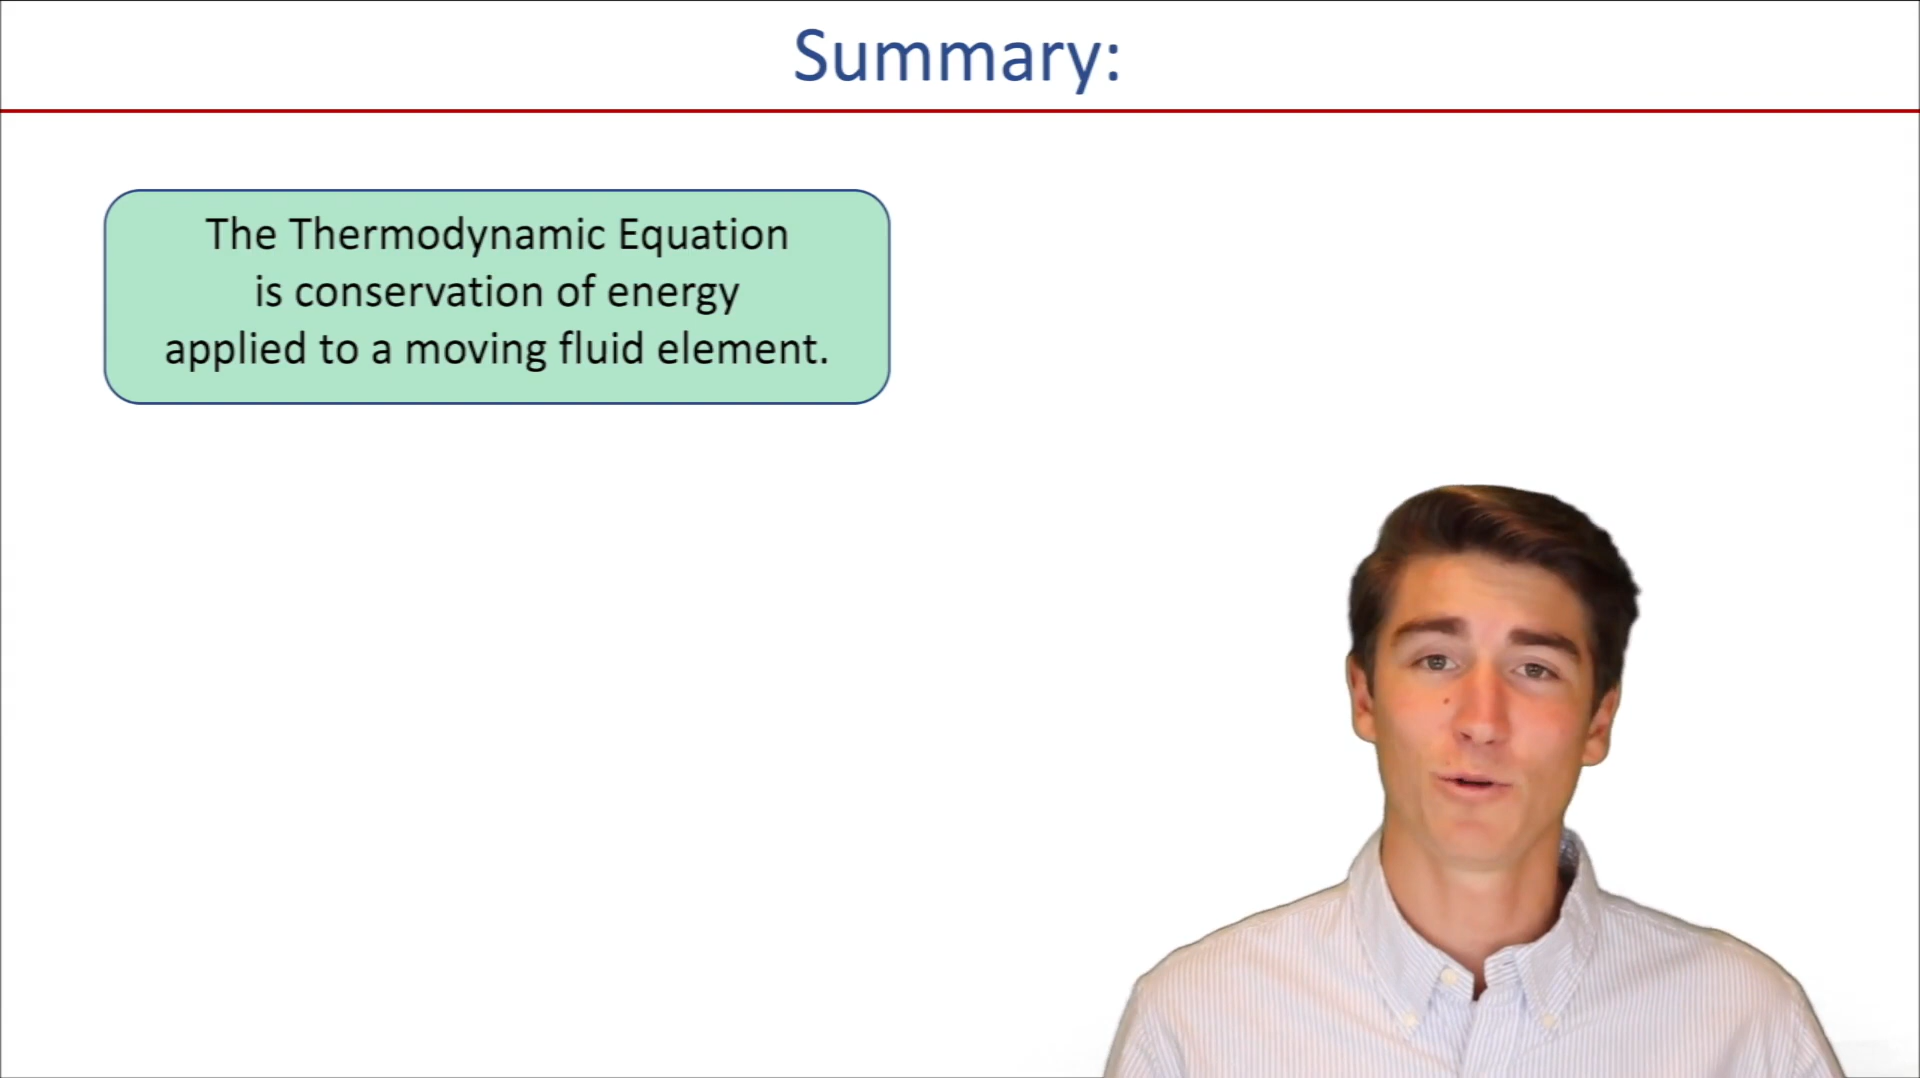 Summary:
The Thermodynamic Equation
is conservation of energy
applied to a moving fluid element.